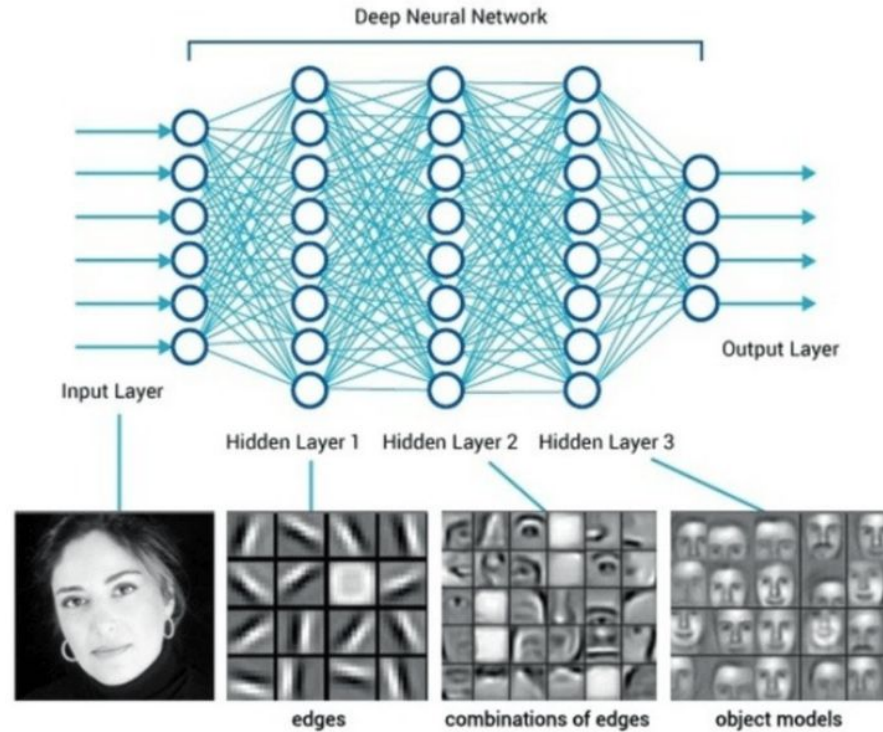 Deep Neural Network
Input Layer
Output Layer
Hidden Layer 1
Hidden Layer 2
Hidden Layer 3
edges
combinations of edges
object models